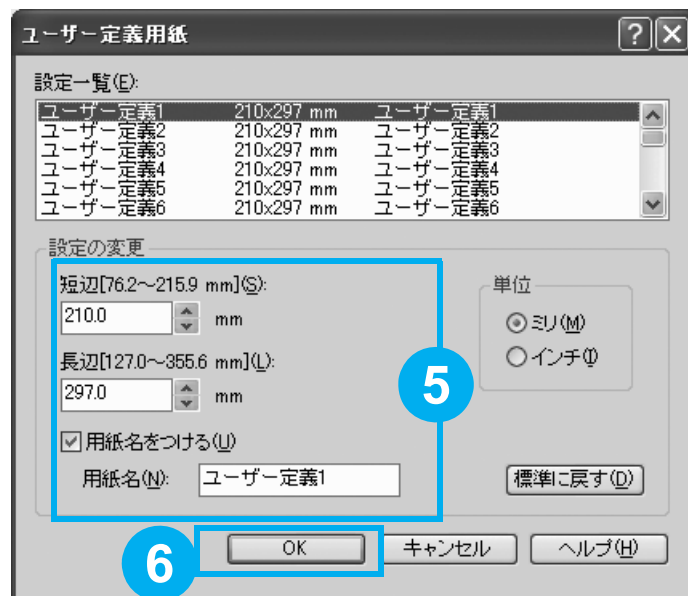 ユーザー定義用紙
設定一覧(E):
ユーザー定義1 210x297 mm ユーザー定義1
ユーザー定義2 210x297 mm ユーザー定義2
ユーザー定義3 210x297 mm ユーザー定義3
ユーザー定義4 210x297 mm ユーザー定義4
ユーザー定義5 210x297 mm ユーザー定義5
ユーザー定義6 210x297 mm ユーザー定義6
設定の変更
短辺[76.2～215.9 mm](S):
210.0 mm
長辺[127.0～355.6 mm](L):
297.0 mm
用紙名をつける(U)
用紙名(N): ユーザー定義1
5
単位
ミリ(M)
インチ(I)
標準に戻す(D)
6
OK キャンセル ヘルプ(H)